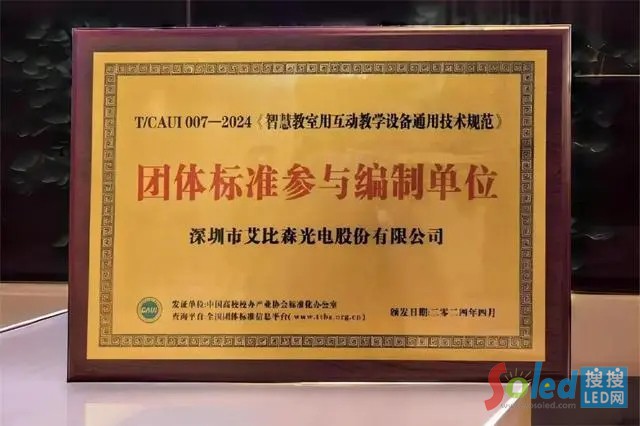 T/CAUI 007—2024《智慧教室用互动教学设备通用技术规范》
团体标准参与编制单位
深圳市艾比森光电股份有限公司
CAUI
发证单位:中国高校校办产业协会标准化办公室
查询平台:全国团体标准信息平台(www.ttbz.org.cn)
颁发日期:二零二四年四月
Soled 搜搜LED网